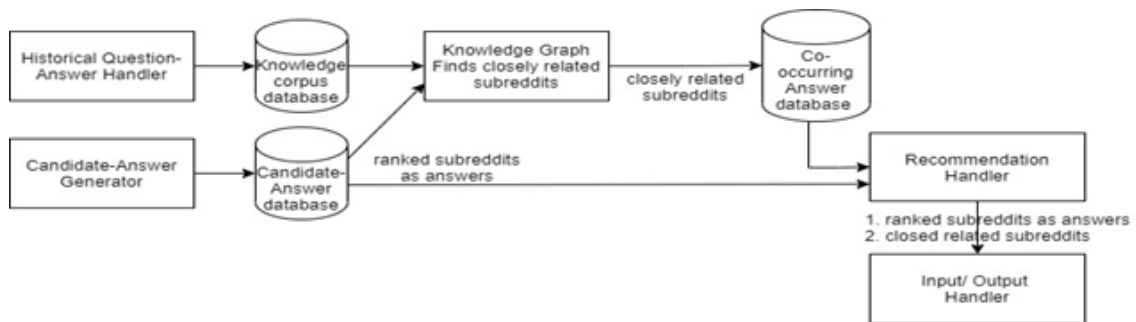 Historical Question-
Answer Handler
Knowledge
corpus
database
Knowledge Graph
Finds closely related
subreddits
closely related
subreddits
Co-
occurring
Answer
database
Candidate-Answer
Generator
Candidate-
Answer
database
ranked subreddits
as answers
Recommendation
Handler
1. ranked subreddits as answers
2. closed related subreddits
Input/ Output
Handler